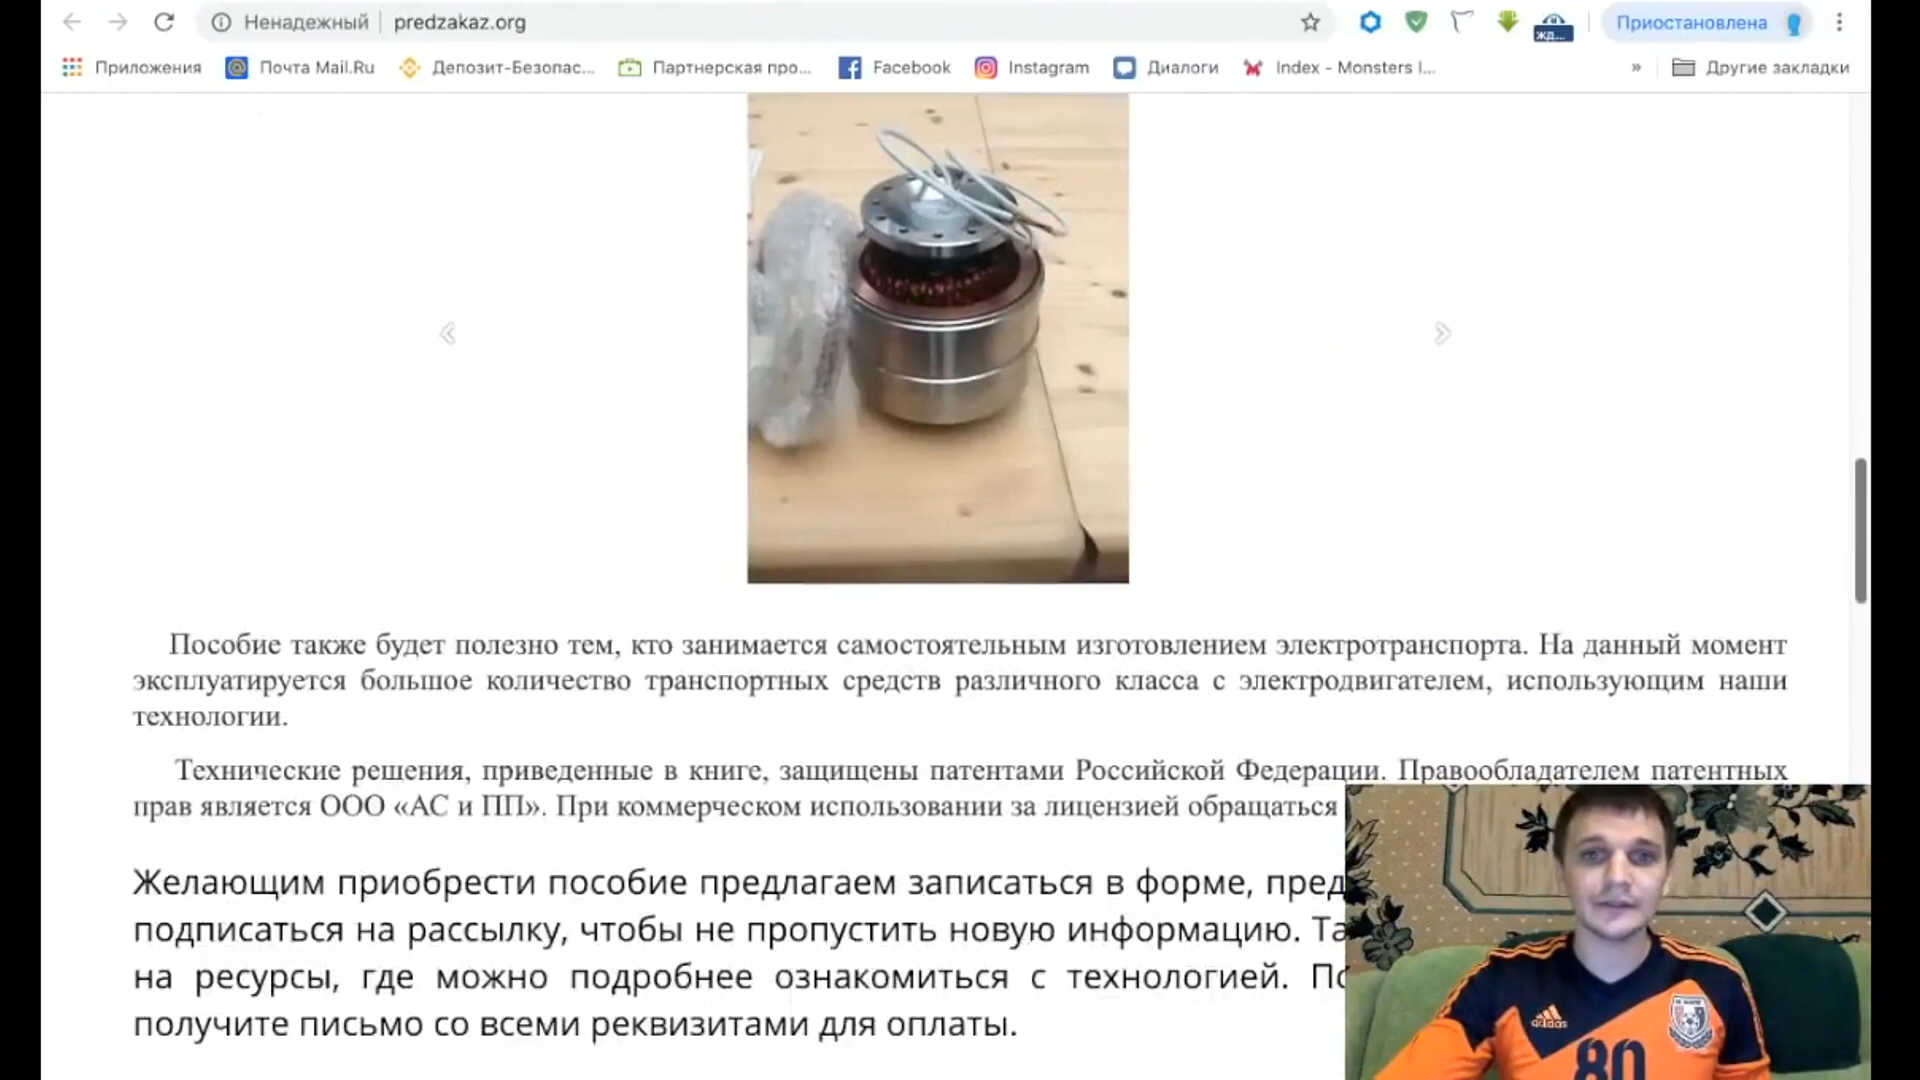 Ненадежный predzakaz.org
жд...
Приостановлена
Приложения Почта Mail.Ru Депозит-Безопас... Партнерская про... Facebook Instagram Диалоги Index - Monsters I... » Другие закладки
Пособие также будет полезно тем, кто занимается самостоятельным изготовлением электротранспорта. На данный момент
эксплуатируется большое количество транспортных средств различного класса с электродвигателем, использующим наши
технологии.
Технические решения, приведенные в книге, защищены патентами Российской Федерации. Правообладателем патентных
прав является ООО «АС и ПП». При коммерческом использовании за лицензией обращаться
Желающим приобрести пособие предлагаем записаться в форме, пред
подписаться на рассылку, чтобы не пропустить новую информацию. Та
на ресурсы, где можно подробнее ознакомиться с технологией. По
получите письмо со всеми реквизитами для оплаты.
adidas
80